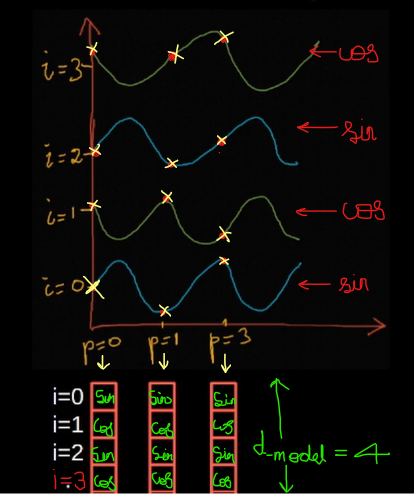 i=3 cos
i=2 sin
i=1 cos
i=0 sin
p=0 p=1 p=3
i=0 Sin Sin Sin
i=1 Cos Cos Cos
i=2 Sin Sin Sin
i=3 Cos Cos Cos
d-model = 4